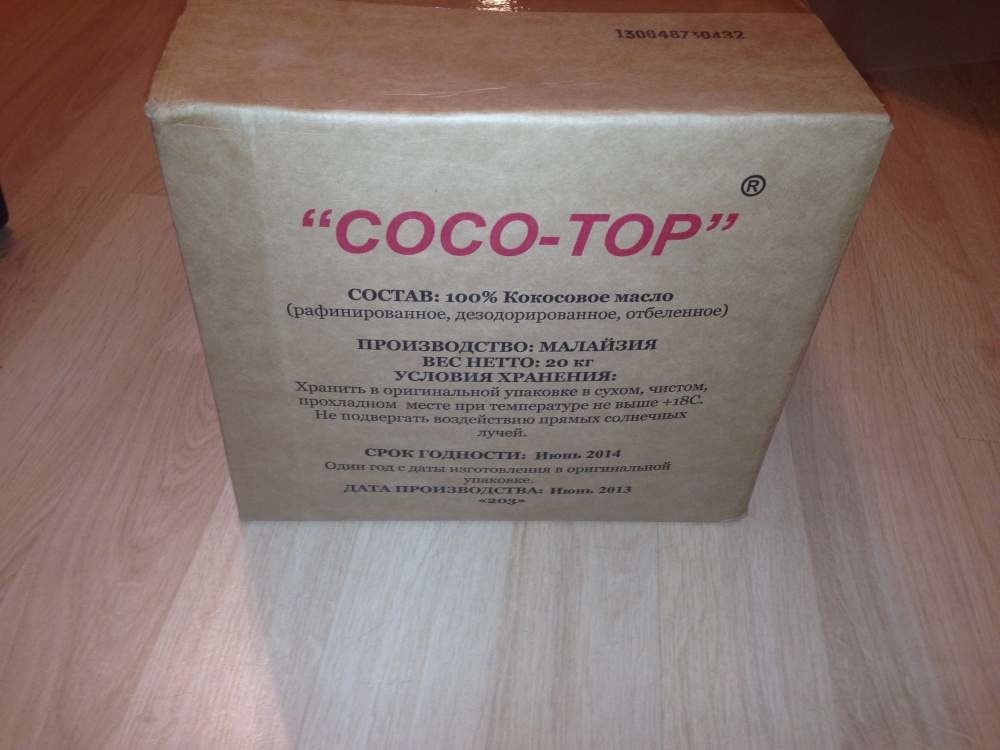 130648730432
®
“COCO-TOP”
СОСТАВ: 100% Кокосовое масло
(рафинированное, дезодорированное, отбеленное)
ПРОИЗВОДСТВО: МАЛАЙЗИЯ
ВЕС НЕТТО: 20 кг
УСЛОВИЯ ХРАНЕНИЯ:
Хранить в оригинальной упаковке в сухом, чистом,
прохладном месте при температуре не выше +18С.
Не подвергать воздействию прямых солнечных
лучей.
СРОК ГОДНОСТИ: Июнь 2014
Один год с даты изготовления в оригинальной
упаковке.
ДАТА ПРОИЗВОДСТВА: Июнь 2013
«203»